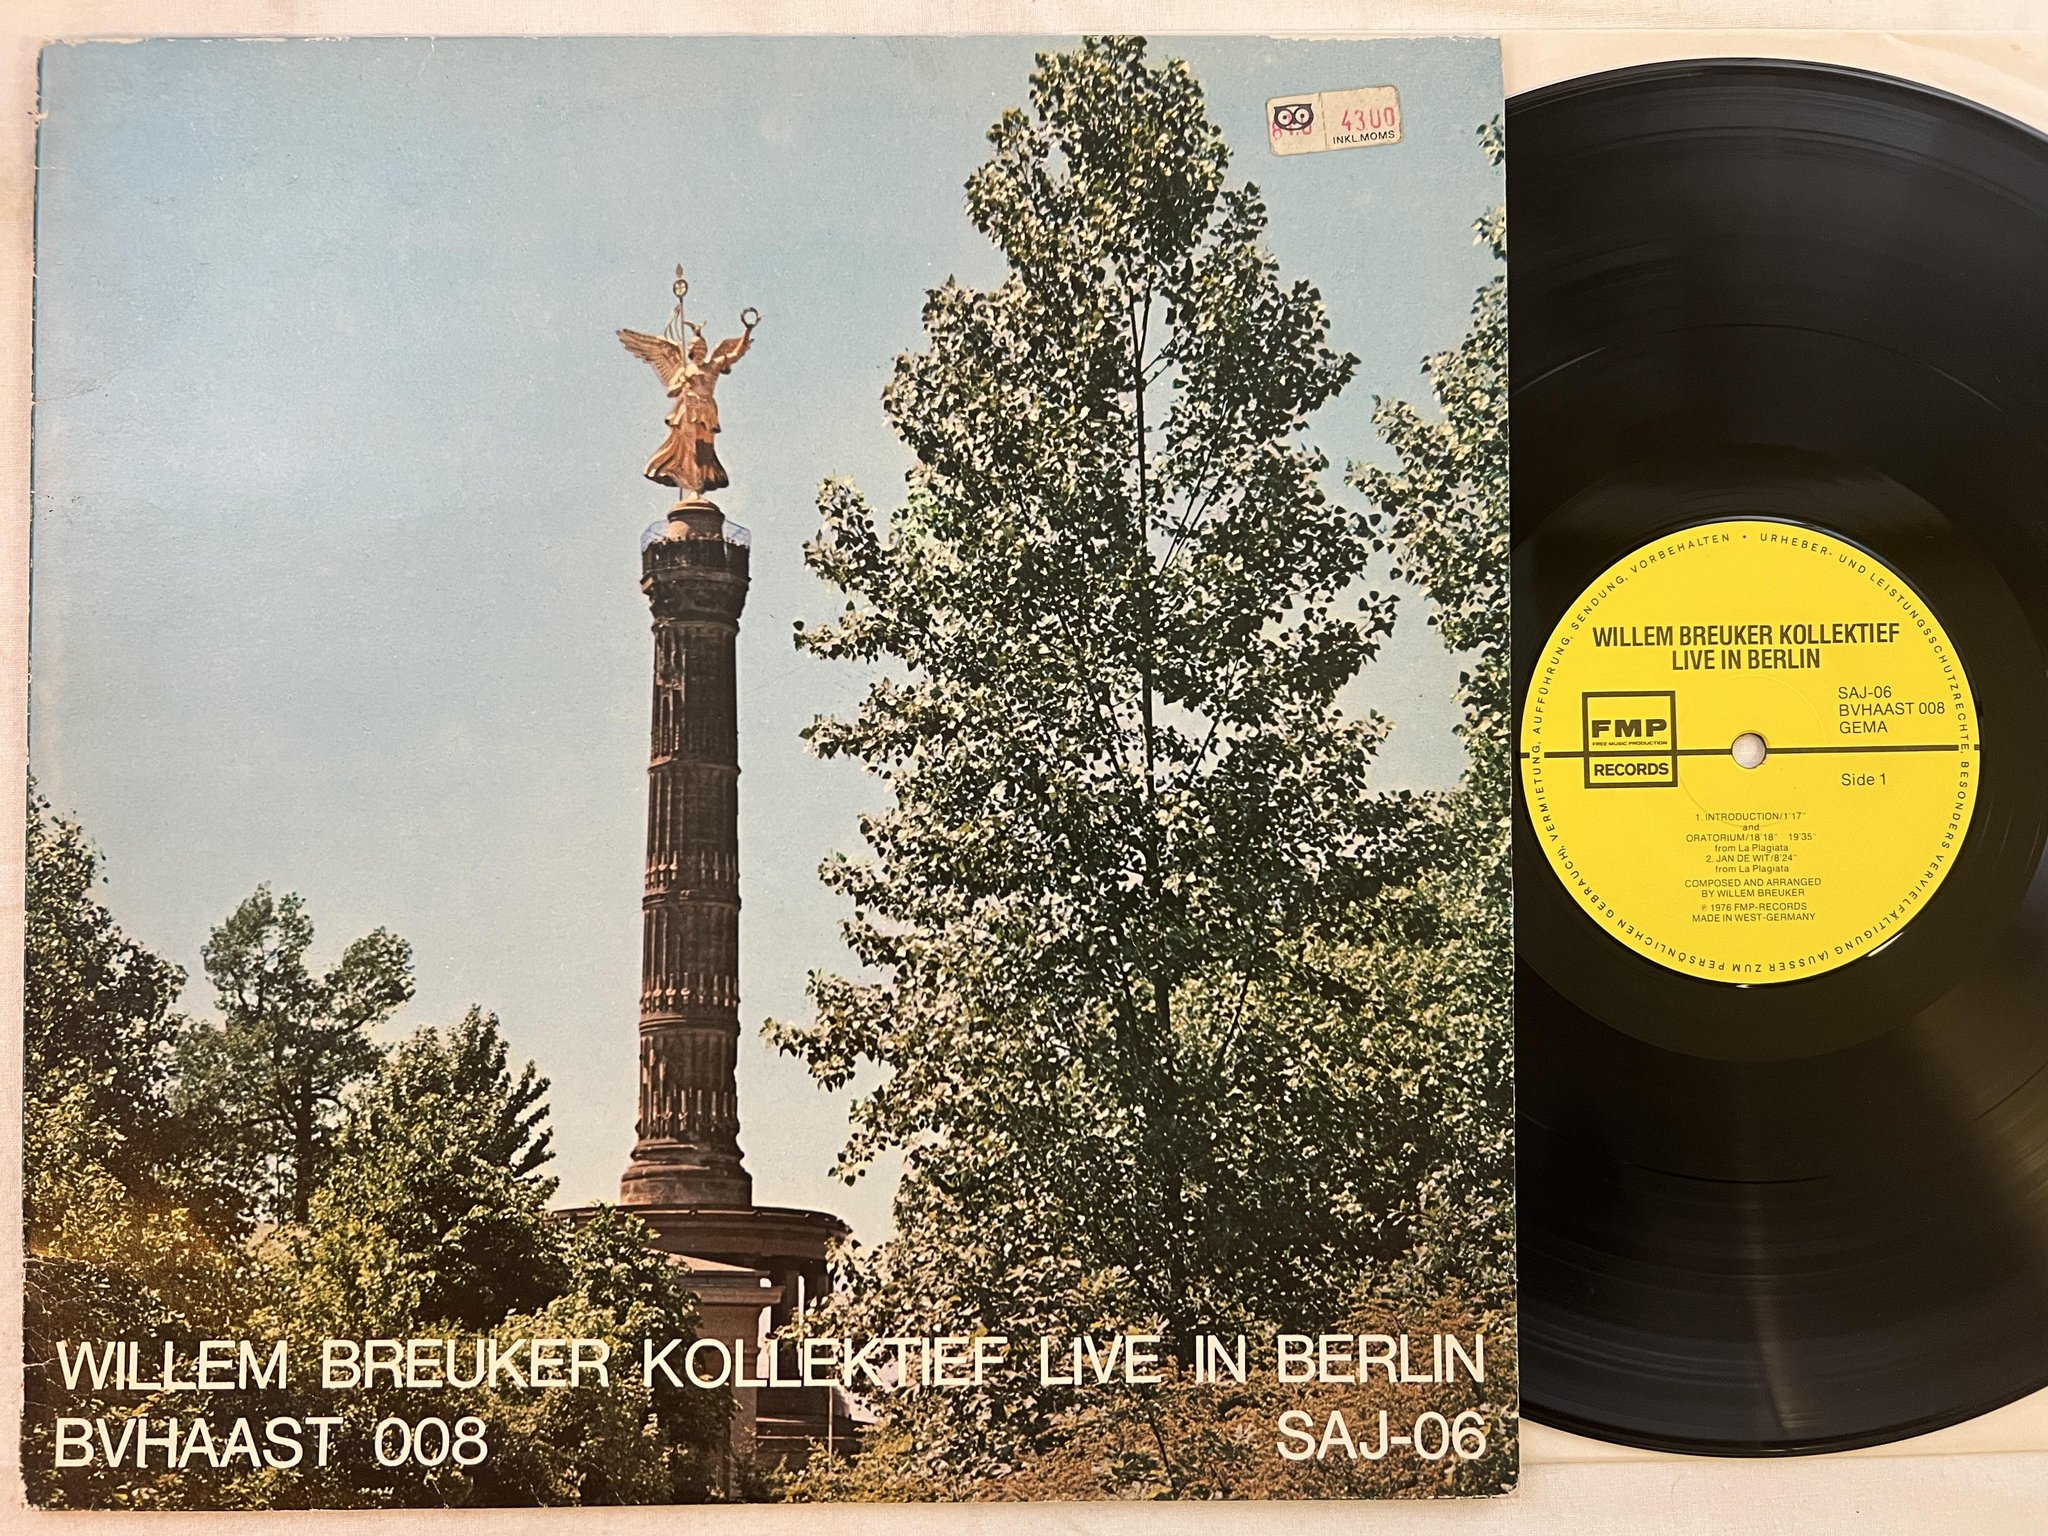 4300
INKL.MOMS
WILLEM BREUKER KOLLEKTIEF LIVE IN BERLIN
BVHAAST 008
SAJ-06
URHEBER- UND LEISTUNGSSCHUTZRECHTE, BESONDERS VERVIELFÄLTIGUNG (AUSSER ZUM PERSÖNLICHEN GEBRAUCH), VERMIETUNG, AUFFÜHRUNG, SENDUNG, VORBEHALTEN •
WILLEM BREUKER KOLLEKTIEF
LIVE IN BERLIN
FMP
FREE MUSIC PRODUCTION
RECORDS
SAJ-06
BVHAAST 008
GEMA
Side 1
1. INTRODUCTION/1'17"
and
ORATORIUM/18'18" 19'35"
from La Plagiata
2. JAN DE WIT/8'24"
from La Plagiata
COMPOSED AND ARRANGED
BY WILLEM BREUKER
℗ 1976 FMP-RECORDS
MADE IN WEST-GERMANY